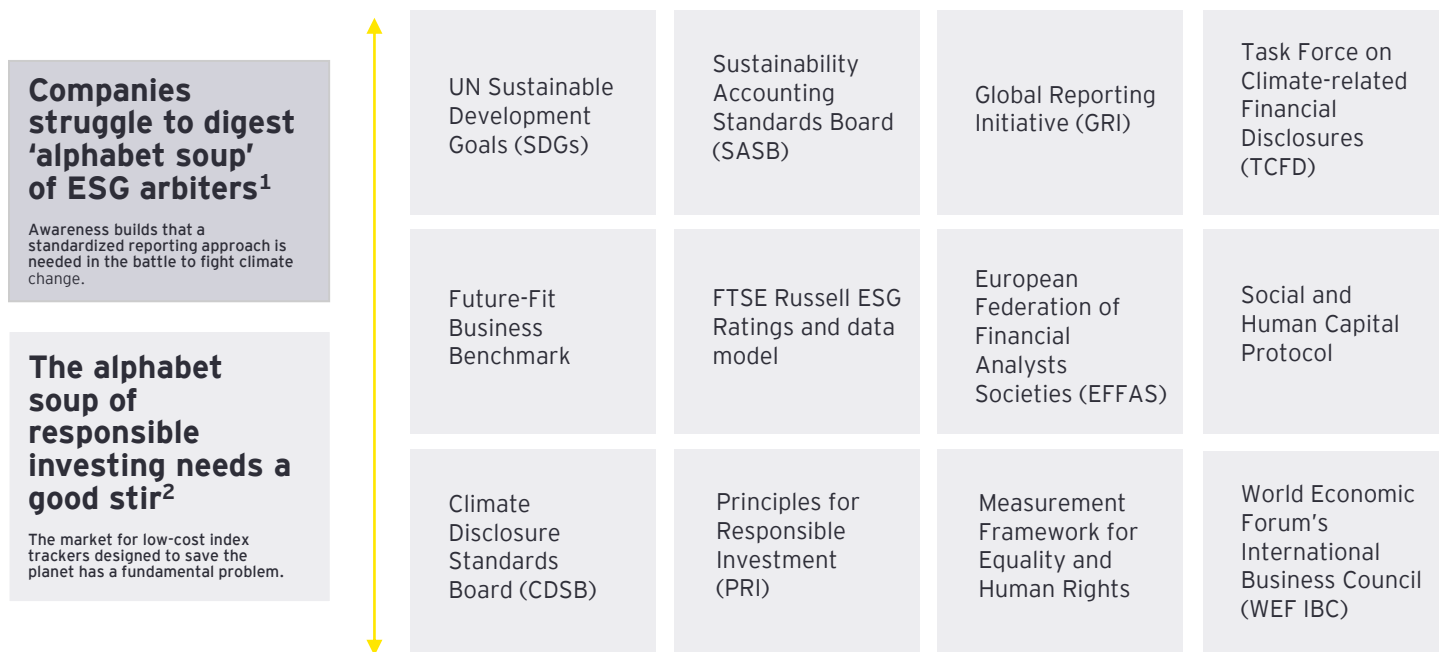 Companies
struggle to digest
‘alphabet soup’
of ESG arbiters¹
Awareness builds that a
standardized reporting approach is
needed in the battle to fight climate
change.
The alphabet
soup of
responsible
investing needs a
good stir²
The market for low-cost index
trackers designed to save the
planet has a fundamental problem.
UN Sustainable
Development
Goals (SDGs)
Sustainability
Accounting
Standards Board
(SASB)
Global Reporting
Initiative (GRI)
Task Force on
Climate-related
Financial
Disclosures
(TCFD)
Future-Fit
Business
Benchmark
FTSE Russell ESG
Ratings and data
model
European
Federation of
Financial
Analysts
Societies (EFFAS)
Social and
Human Capital
Protocol
Climate
Disclosure
Standards
Board (CDSB)
Principles for
Responsible
Investment
(PRI)
Measurement
Framework for
Equality and
Human Rights
World Economic
Forum’s
International
Business Council
(WEF IBC)